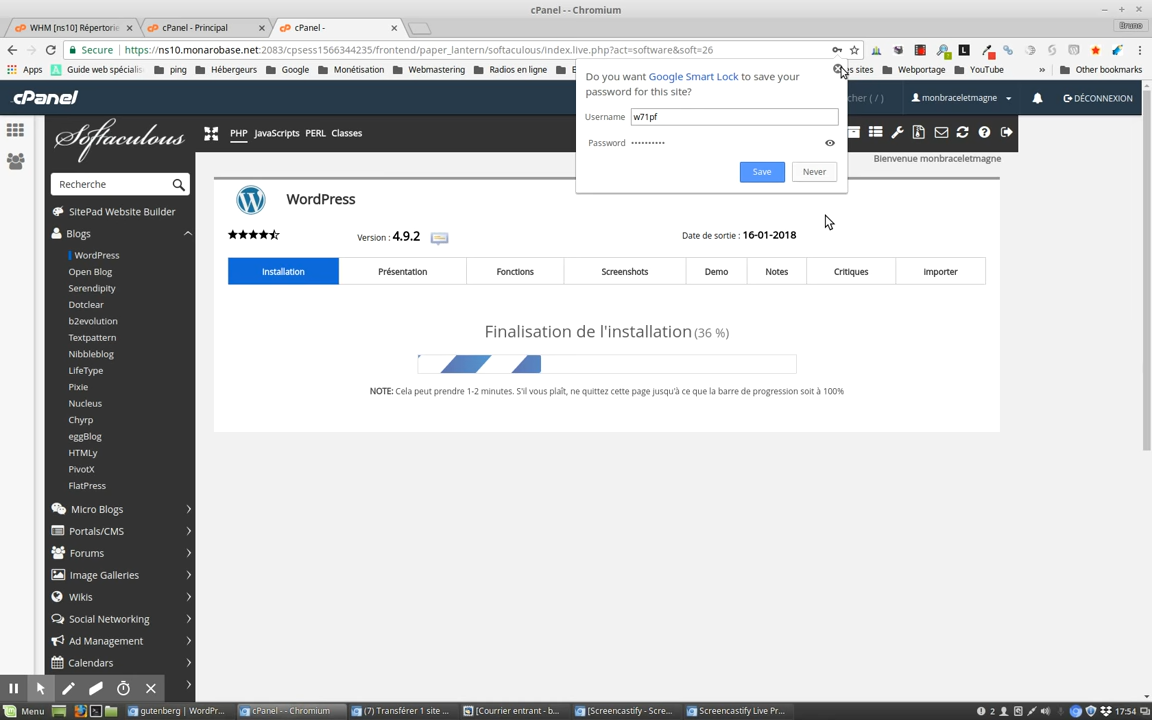 cPanel - - Chromium
WHM [ns10] Répertorie
cPanel - Principal
cPanel -
Bruno
Secure https://ns10.monarobase.net:2083/cpsess1566344235/frontend/paper_lantern/softaculous/index.live.php?act=software&soft=26
Apps Guide web spéciali ping Hébergeurs Google Monétisation Webmastering Radios en ligne es sites Webportage YouTube » Other bookmarks
cPanel
cher ( / ) monbraceletmagne DÉCONNEXION
Softaculous
PHP JavaScripts PERL Classes
Bienvenue monbraceletmagne
Do you want Google Smart Lock to save your
password for this site?
Username w71pf
Password ••••••••••
Save Never
Recherche
SitePad Website Builder
Blogs
WordPress
Open Blog
Serendipity
Dotclear
b2evolution
Textpattern
Nibbleblog
LifeType
Pixie
Nucleus
Chyrp
eggBlog
HTMLy
PivotX
FlatPress
Micro Blogs
Portals/CMS
Forums
Image Galleries
Wikis
Social Networking
Ad Management
Calendars
WordPress
Version : 4.9.2
Date de sortie : 16-01-2018
Installation Présentation Fonctions Screenshots Demo Notes Critiques Importer
Finalisation de l'installation (36 %)
NOTE: Cela peut prendre 1-2 minutes. S'il vous plaît, ne quittez cette page jusqu'à ce que la barre de progression soit à 100%
Menu gutenberg | WordPr... cPanel - - Chromium (7) Transférer 1 site ... [Courrier entrant - b... [Screencastify - Scre... Screencastify Live Pr... 2 17:54